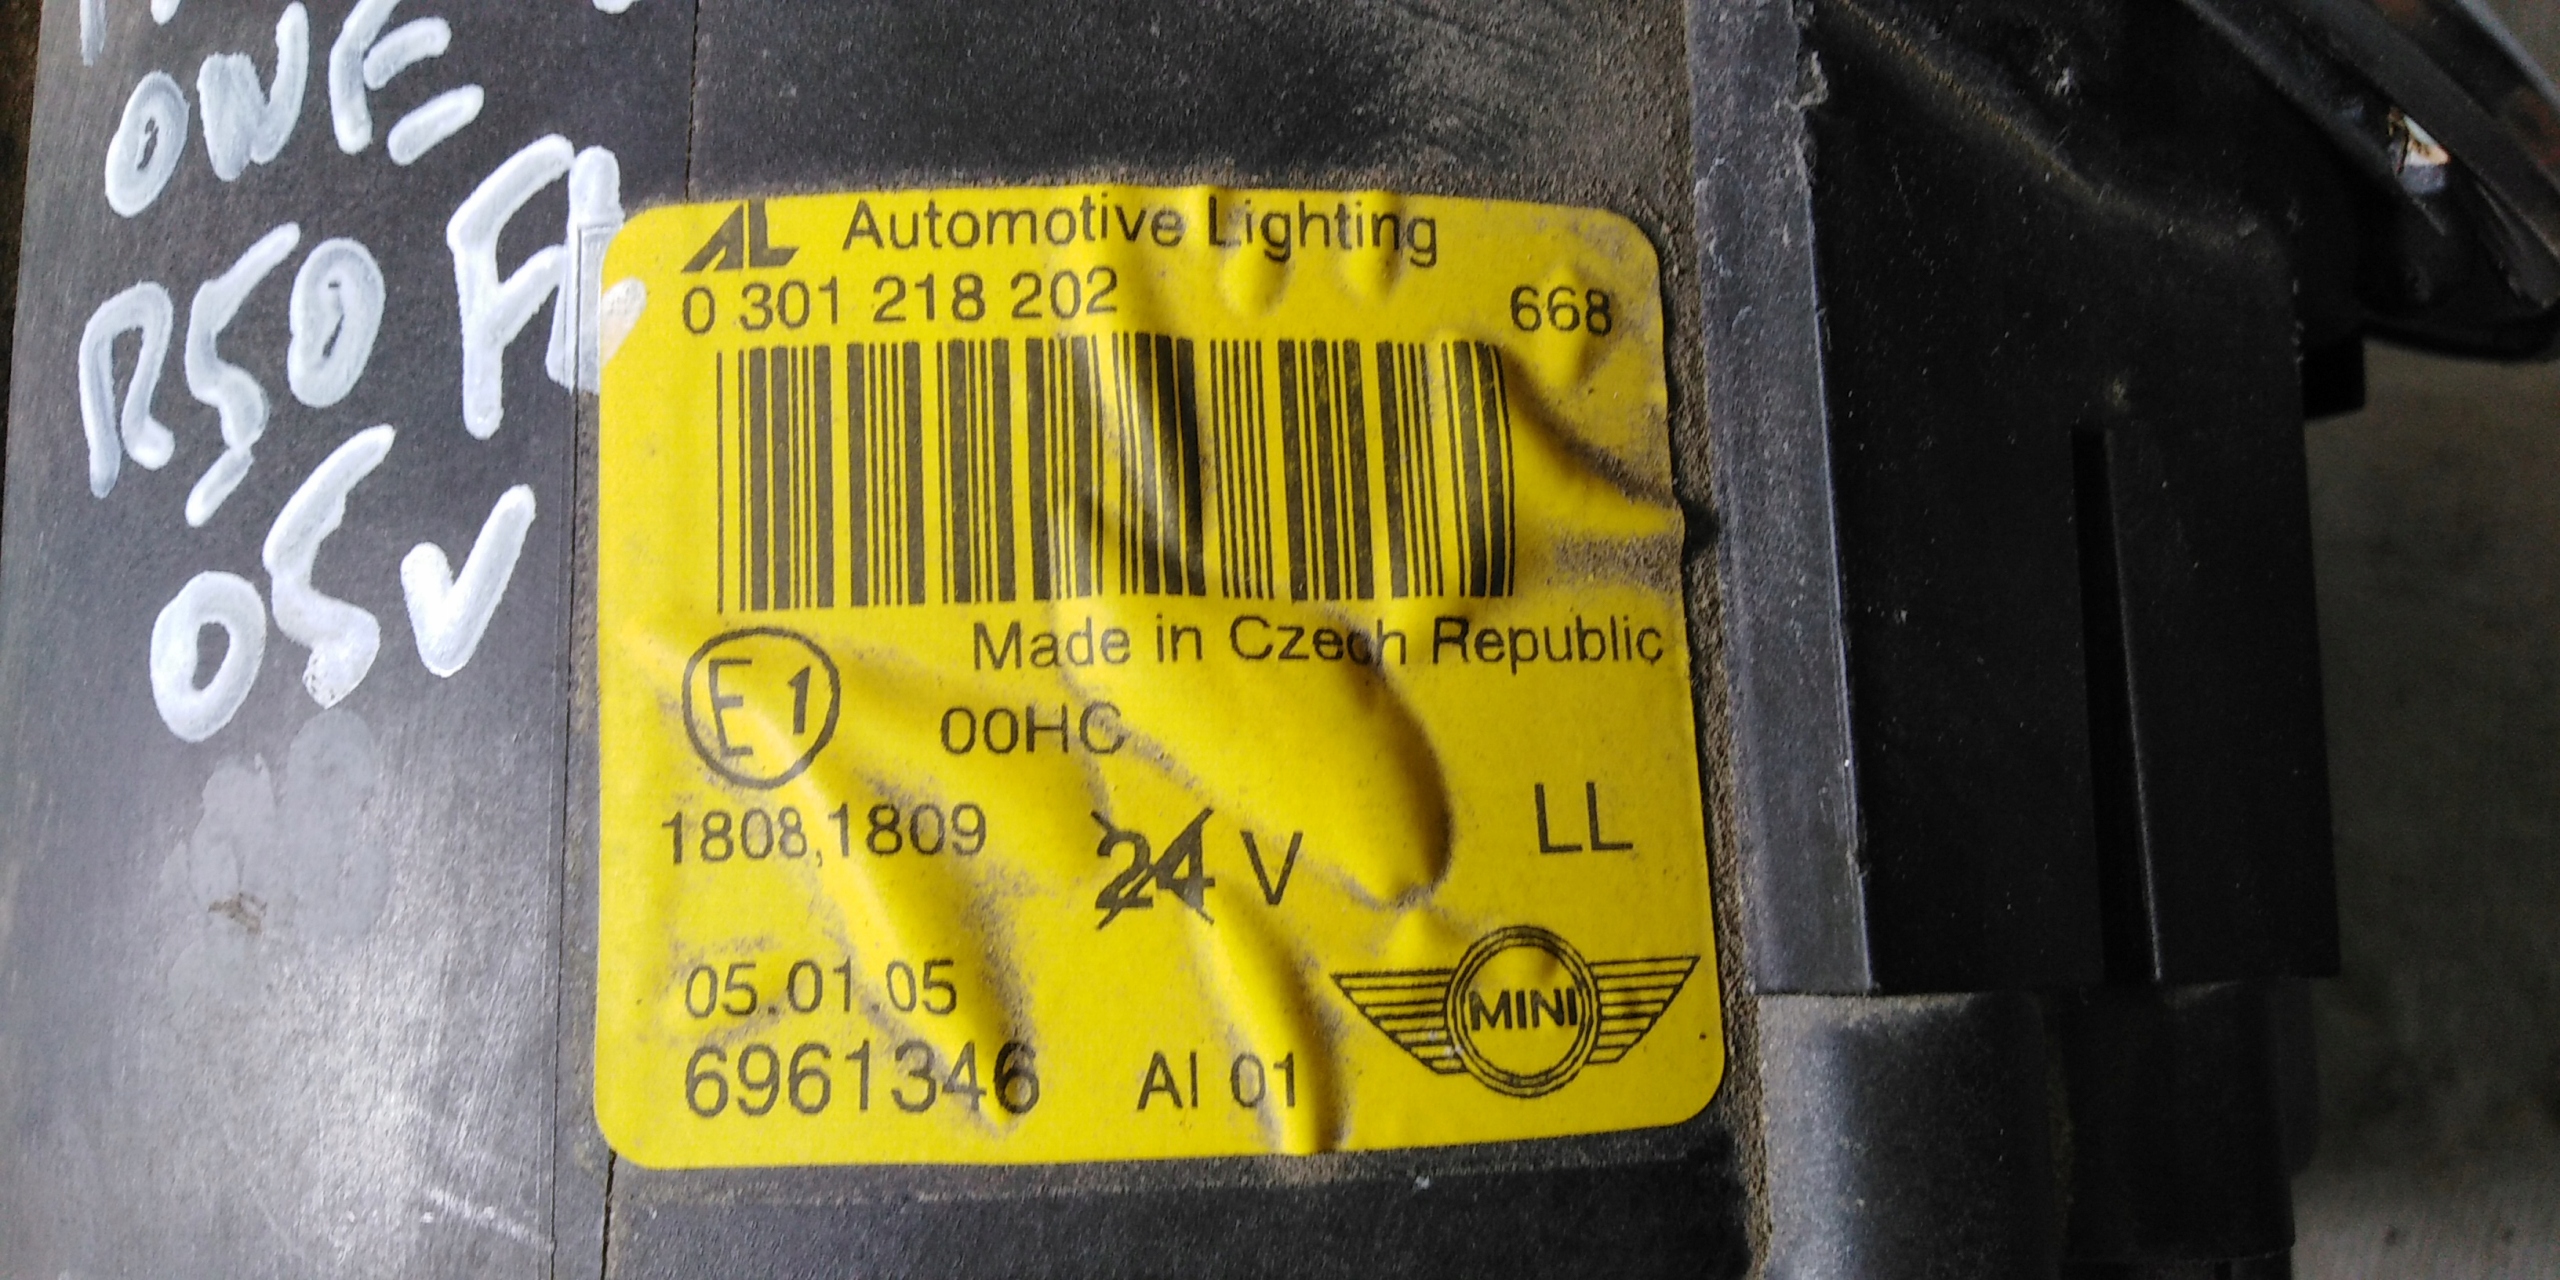 ONE
R50
05
AL Automotive Lighting
0 301 218 202 668
Made in Czech Republic
E1
00HC
1808,1809
24 V
LL
05.01.05
6961346 AI 01
MINI